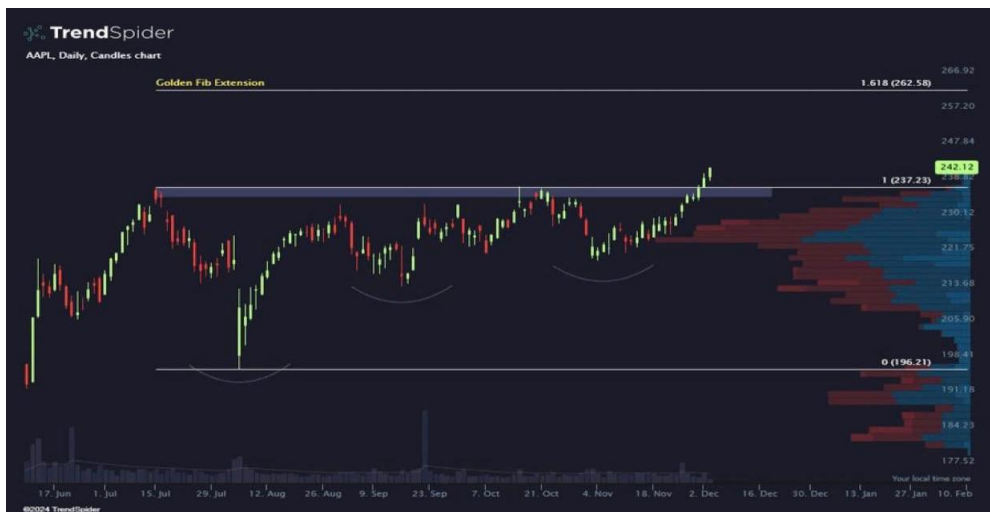 TrendSpider
AAPL, Daily, Candles chart
266.92
Golden Fib Extension
1.618 (262.58)
257.20
247.84
242.12
1 (237.23)
230.12
221.75
213.68
205.90
198.41
0 (196.21)
191.18
184.23
177.52
Your local time zone
17. Jun 1. Jul 15. Jul 29. Jul 12. Aug 26. Aug 9. Sep 23. Sep 7. Oct 21. Oct 4. Nov 18. Nov 2. Dec 16. Dec 30. Dec 13. Jan 27. Jan 10. Feb
©2024 TrendSpider